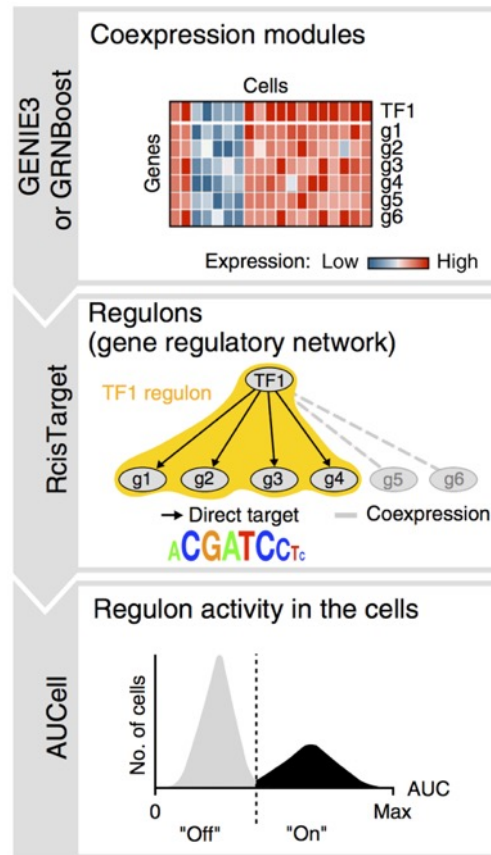 GENIE3
or GRNBoost
Coexpression modules
Cells
Genes
TF1
g1
g2
g3
g4
g5
g6
Expression: Low High
RcisTarget
Regulons
(gene regulatory network)
TF1 regulon
TF1
g1 g2 g3 g4 g5 g6
Direct target Coexpression
ACGATCCTC
AUCell
Regulon activity in the cells
No. of cells
AUC
0 Max
"Off" "On"